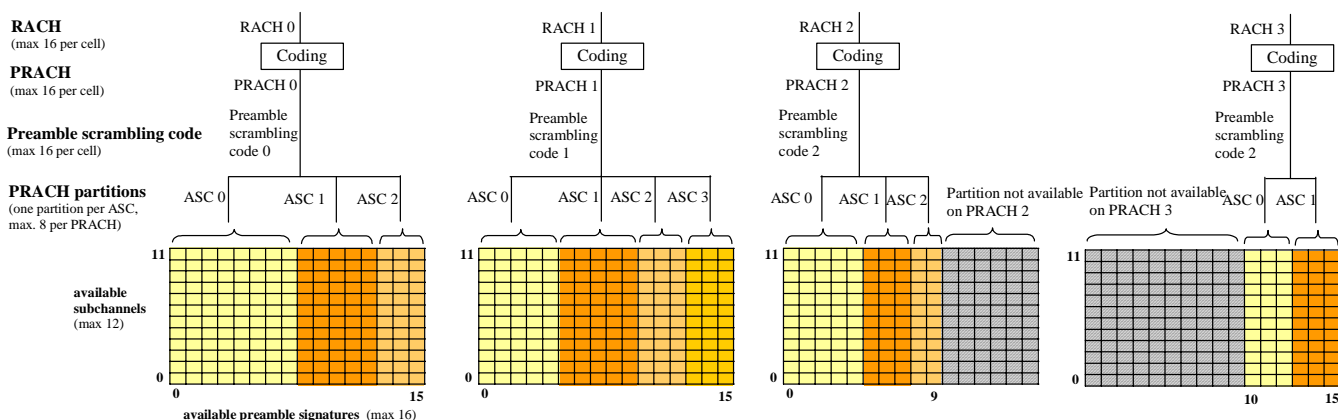 RACH
(max 16 per cell)
PRACH
(max 16 per cell)
Preamble scrambling code
(max 16 per cell)
PRACH partitions
(one partition per ASC,
max. 8 per PRACH)
available
subchannels
(max 12)
RACH 0
Coding
PRACH 0
Preamble
scrambling
code 0
ASC 0
ASC 1
ASC 2
11
0
0
15
available preamble signatures (max 16)
RACH 1
Coding
PRACH 1
Preamble
scrambling
code 1
ASC 0
ASC 1
ASC 2
ASC 3
11
0
0
15
RACH 2
Coding
PRACH 2
Preamble
scrambling
code 2
ASC 0
ASC 1
ASC 2
Partition not available
on PRACH 2
11
0
0
9
RACH 3
Coding
PRACH 3
Preamble
scrambling
code 2
Partition not available
on PRACH 3
ASC 0
ASC 1
11
0
10
15